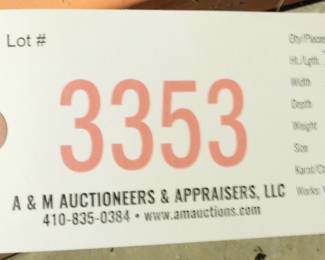 Lot #
3353
A & M AUCTIONEERS & APPRAISERS, LLC
410-835-0384 • www.amauctions.com
Qty/Pieces
Ht./Lgth.
Width
Depth
Weight
Size
Karat/C
Works: